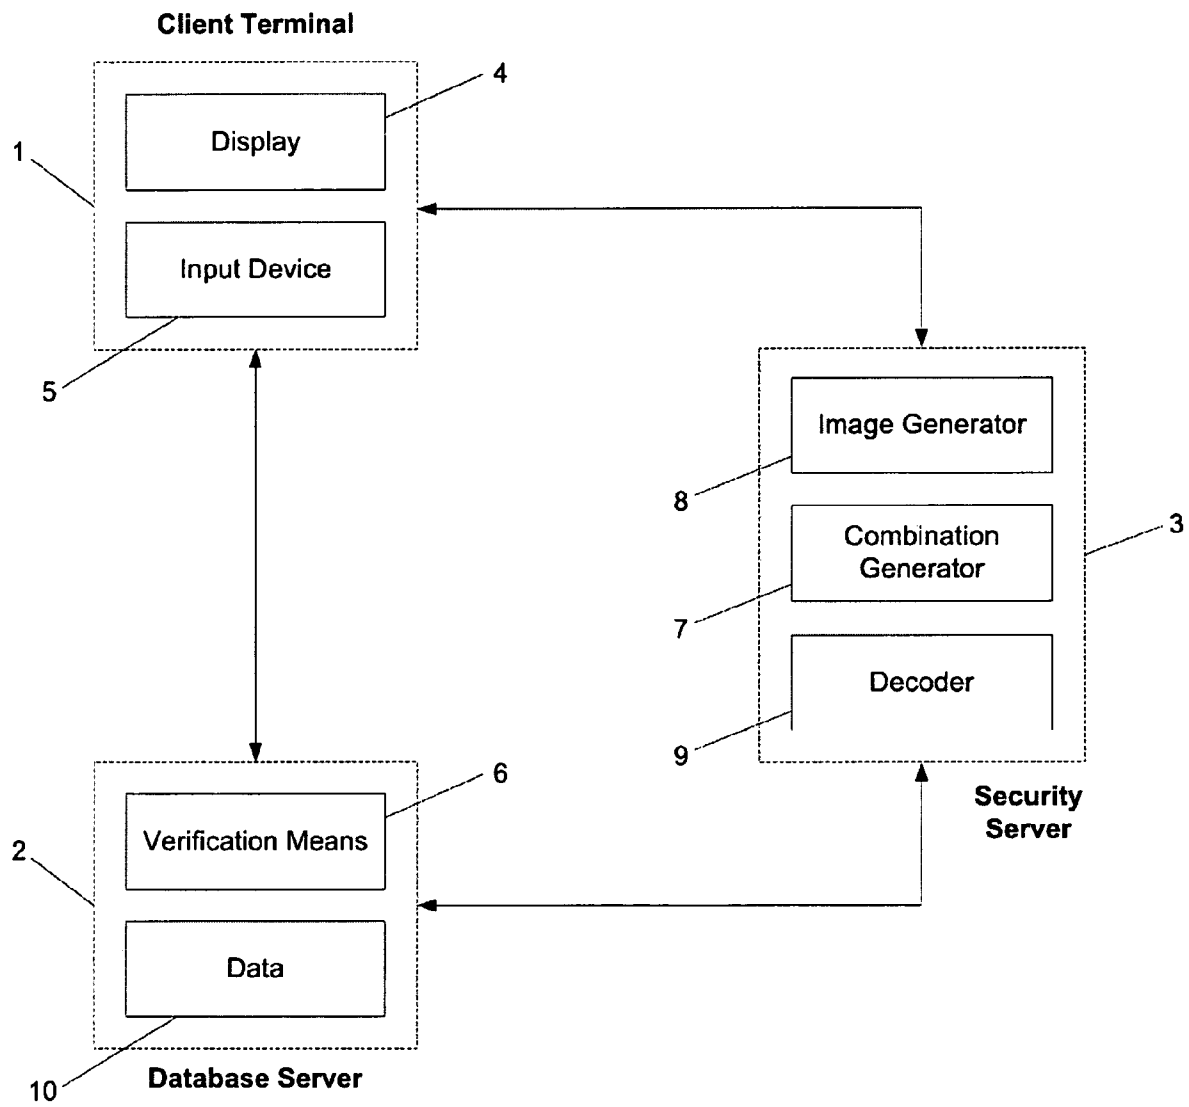 Client Terminal
4
Display
1
Input Device
5
Image Generator
8
3
Combination
Generator
7
Decoder
9
Security
Server
6
Verification Means
2
Data
10
Database Server